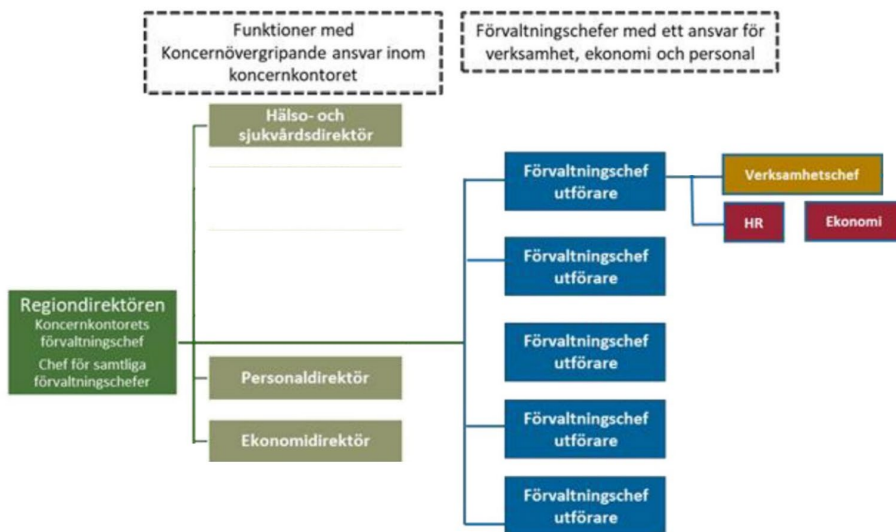 Funktioner med
Koncernövergripande ansvar inom
koncernkontoret
Förvaltningschefer med ett ansvar för
verksamhet, ekonomi och personal
Hälso- och
sjukvårdsdirektör
Regiondirektören
Koncernkontorets
förvaltningschef
Chef för samtliga
förvaltningschefer
Personaldirektör
Ekonomidirektör
Förvaltningschef
utförare
Verksamhetschef
HR
Ekonomi
Förvaltningschef
utförare
Förvaltningschef
utförare
Förvaltningschef
utförare
Förvaltningschef
utförare